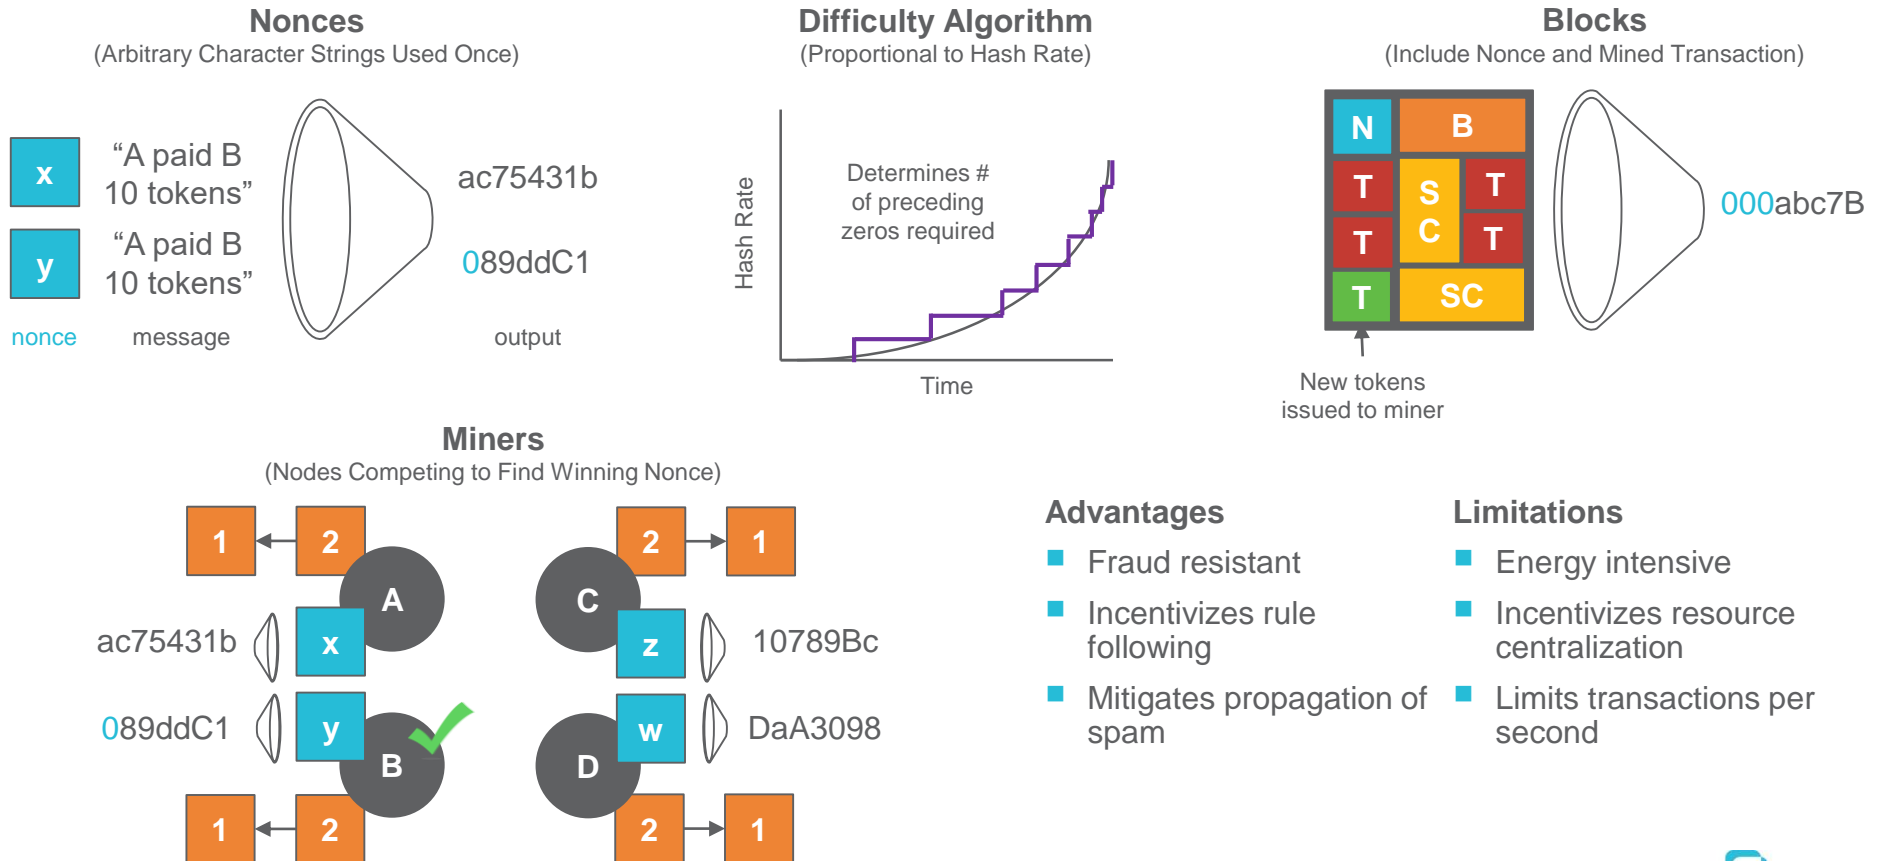 Nonces
(Arbitrary Character Strings Used Once)
x
“A paid B
10 tokens”
ac75431b
y
“A paid B
10 tokens”
089ddC1
nonce
message
output
Difficulty Algorithm
(Proportional to Hash Rate)
Hash Rate
Determines #
of preceding
zeros required
Time
Blocks
(Include Nonce and Mined Transaction)
N
B
T
S
C
T
T
T
T
SC
000abc7B
New tokens
issued to miner
Miners
(Nodes Competing to Find Winning Nonce)
1
2
A
ac75431b
x
089ddC1
y
B
1
2
2
1
C
z
10789Bc
w
DaA3098
D
2
1
Advantages
Fraud resistant
Incentivizes rule
following
Mitigates propagation of
spam
Limitations
Energy intensive
Incentivizes resource
centralization
Limits transactions per
second